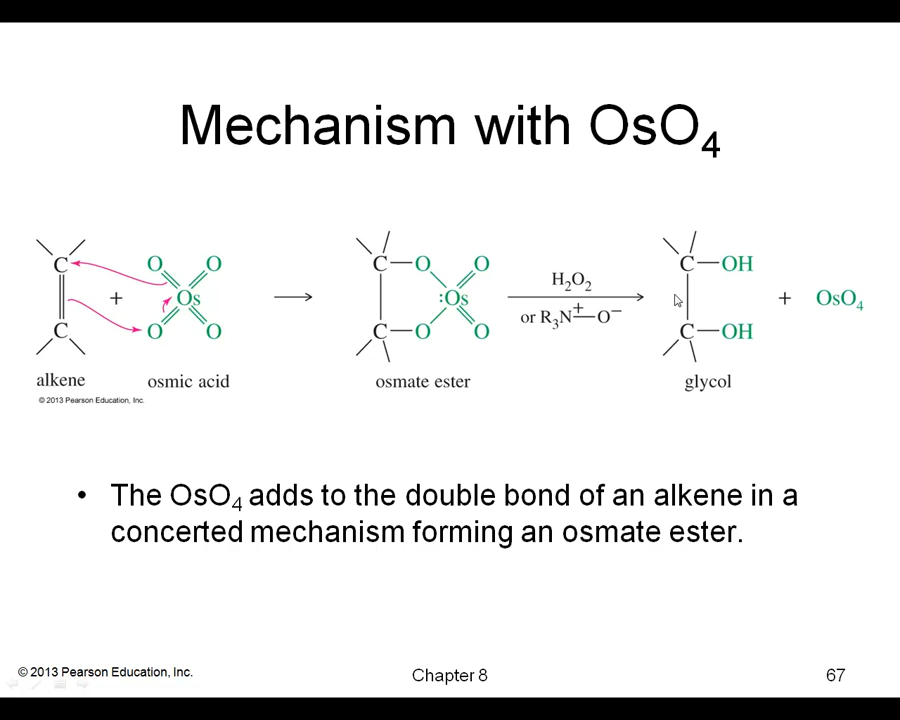 Mechanism with OsO₄
C O O C O O C OH
+ Os H₂O₂ :Os + OsO₄
or R₃N⁺—O⁻
C O O C O O C OH
alkene osmic acid osmate ester glycol
© 2013 Pearson Education, Inc.
• The OsO₄ adds to the double bond of an alkene in a
concerted mechanism forming an osmate ester.
© 2013 Pearson Education, Inc. Chapter 8 67